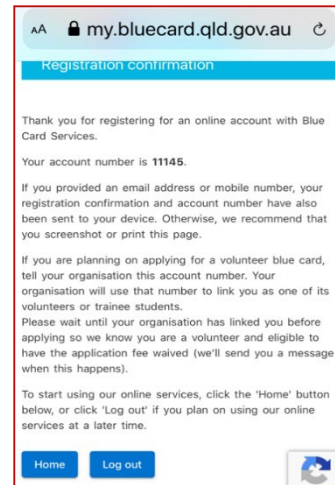 AA my.bluecard.qld.gov.au
Registration confirmation
Thank you for registering for an online account with Blue
Card Services.
Your account number is 11145.
If you provided an email address or mobile number, your
registration confirmation and account number have also
been sent to your device. Otherwise, we recommend that
you screenshot or print this page.
If you are planning on applying for a volunteer blue card,
tell your organisation this account number. Your
organisation will use that number to link you as one of its
volunteers or trainee students.
Please wait until your organisation has linked you before
applying so we know you are a volunteer and eligible to
have the application fee waived (we'll send you a message
when this happens).
To start using our online services, click the 'Home' button
below, or click 'Log out' if you plan on using our online
services at a later time.
Home Log out